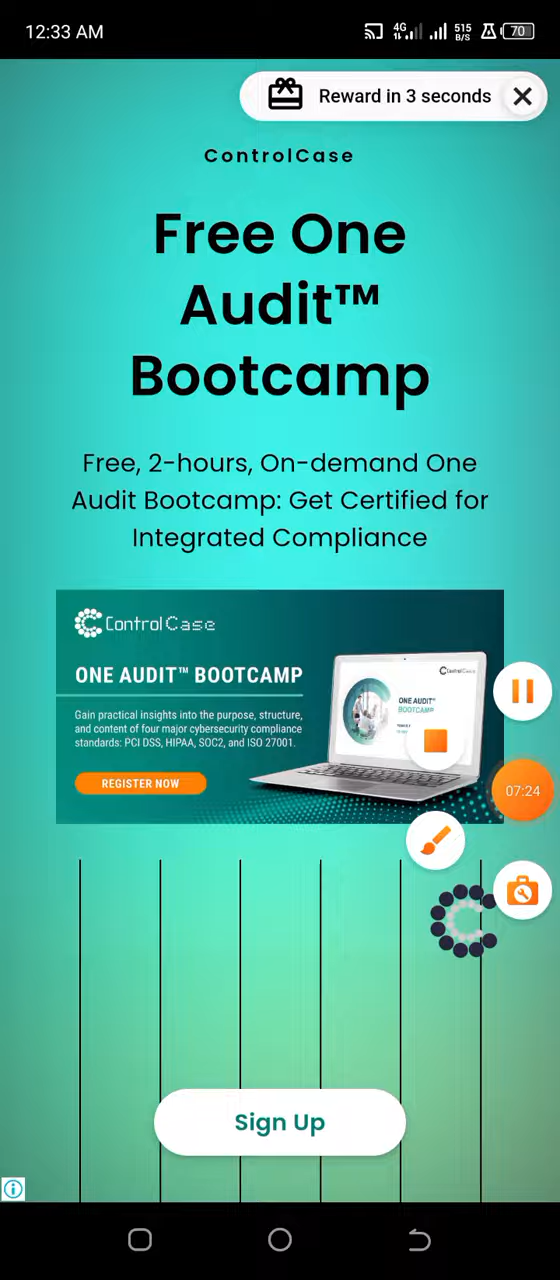 12:33 AM
4G
515
B/S
70
Reward in 3 seconds
ControlCase
Free One
Audit™
Bootcamp
Free, 2-hours, On-demand One
Audit Bootcamp: Get Certified for
Integrated Compliance
ControlCase
ONE AUDIT™ BOOTCAMP
Gain practical insights into the purpose, structure,
and content of four major cybersecurity compliance
standards: PCI DSS, HIPAA, SOC2, and ISO 27001.
REGISTER NOW
ControlCase
ONE AUDIT™
BOOTCAMP
07:24
Sign Up